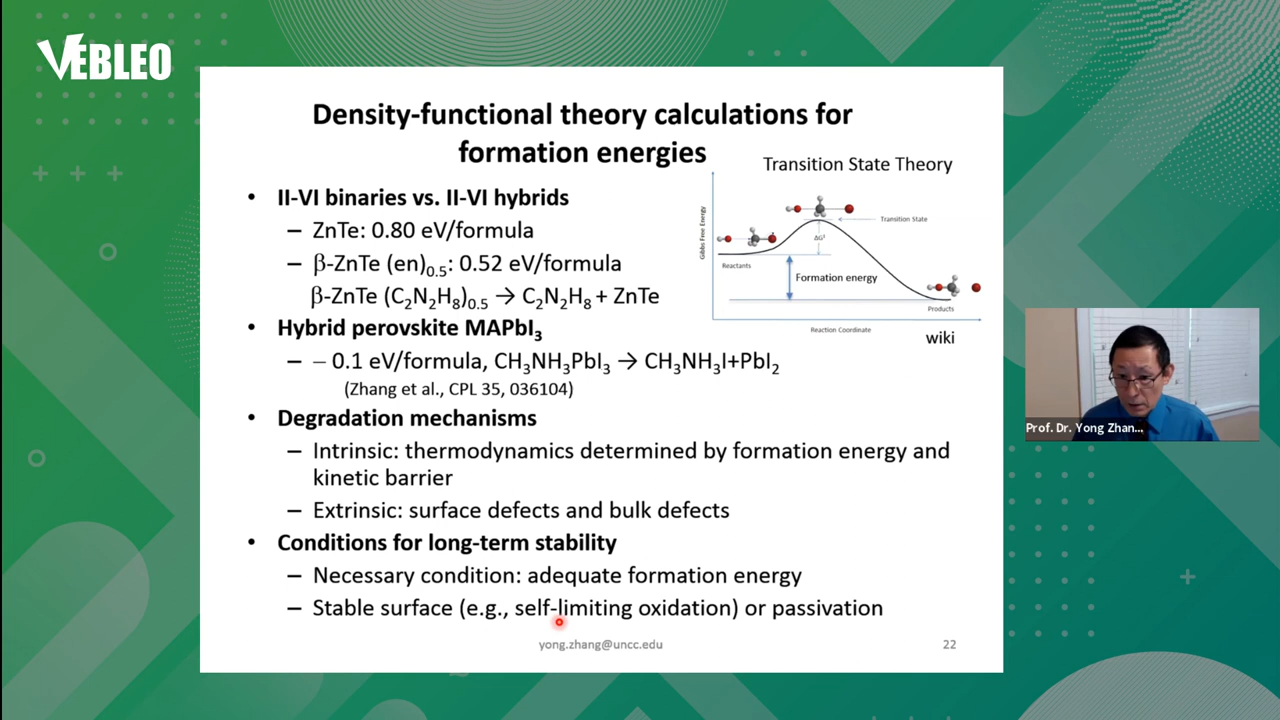 VEBLEO
Density-functional theory calculations for
formation energies
Transition State Theory
• II-VI binaries vs. II-VI hybrids
– ZnTe: 0.80 eV/formula
– β-ZnTe (en)₀.₅: 0.52 eV/formula
β-ZnTe (C₂N₂H₈)₀.₅ → C₂N₂H₈ + ZnTe
Gibbs Free Energy
Transition State
ΔG‡
Reactants
Formation energy
Products
Reaction Coordinate
wiki
• Hybrid perovskite MAPbI₃
– – 0.1 eV/formula, CH₃NH₃PbI₃ → CH₃NH₃I+PbI₂
(Zhang et al., CPL 35, 036104)
• Degradation mechanisms
– Intrinsic: thermodynamics determined by formation energy and
kinetic barrier
– Extrinsic: surface defects and bulk defects
• Conditions for long-term stability
– Necessary condition: adequate formation energy
– Stable surface (e.g., self-limiting oxidation) or passivation
yong.zhang@uncc.edu
22
Prof. Dr. Yong Zhan...